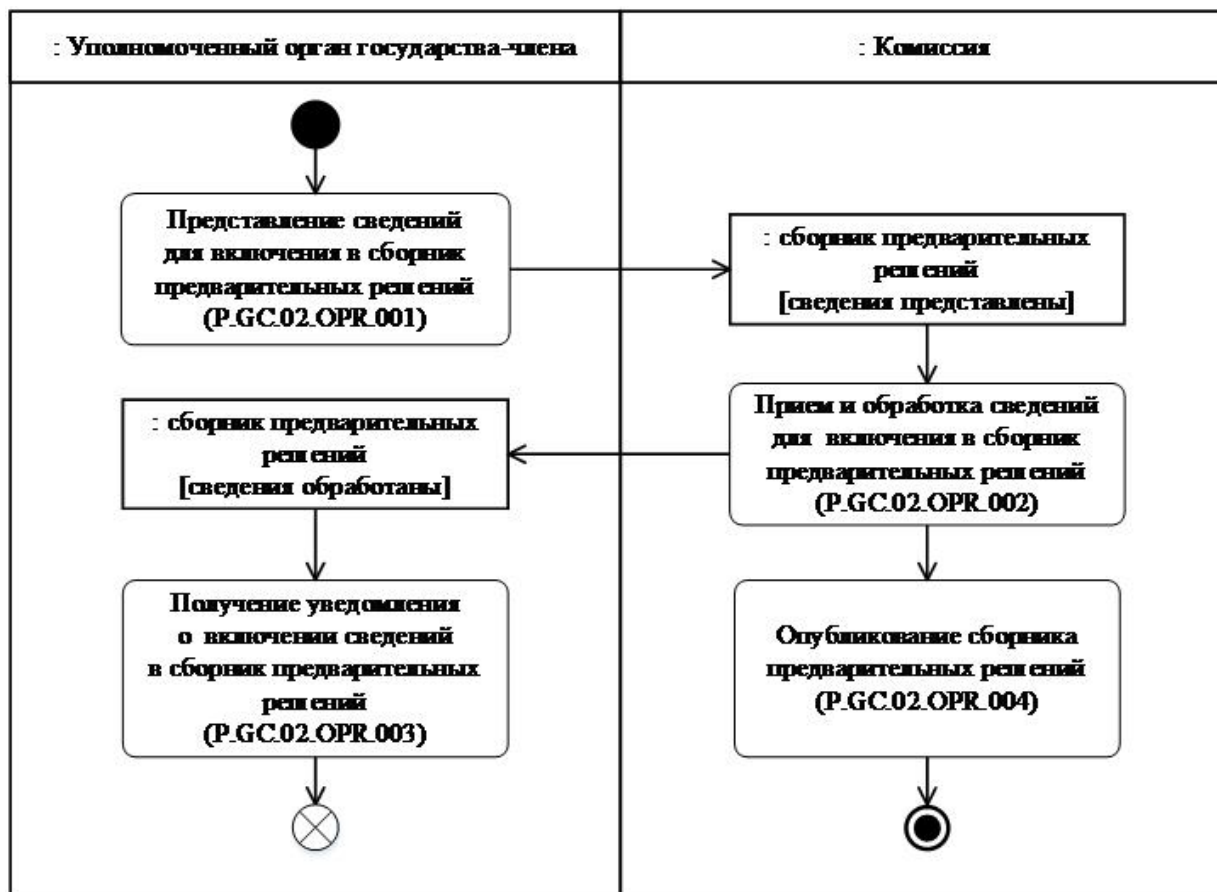 : Уполномоченный орган государства-члена
: Комиссия
Представление сведений
для включения в сборник
предварительных решений
(P.GC.02.OPR.001)
: сборник предварительных
решений
[сведения представлены]
Прием и обработка сведений
для включения в сборник
предварительных решений
(P.GC.02.OPR.002)
: сборник предварительных
решений
[сведения обработаны]
Получение уведомления
о включении сведений
в сборник предварительных
решений
(P.GC.02.OPR.003)
Опубликование сборника
предварительных решений
(P.GC.02.OPR.004)